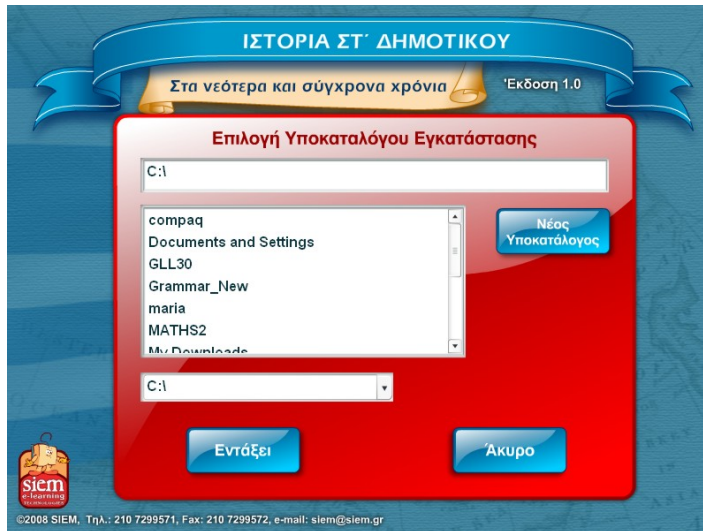 ΙΣΤΟΡΙΑ ΣΤ΄ ΔΗΜΟΤΙΚΟΥ
Στα νεότερα και σύγχρονα χρόνια
Έκδοση 1.0
Επιλογή Υποκαταλόγου Εγκατάστασης
C:\
compaq
Documents and Settings
GLL30
Grammar_New
maria
MATHS2
My Downloads
Νέος
Υποκατάλογος
C:\
Εντάξει
Άκυρο
siem
e-learning
©2008 SIEM, Τηλ.: 210 7299571, Fax: 210 7299572, e-mail: siem@siem.gr